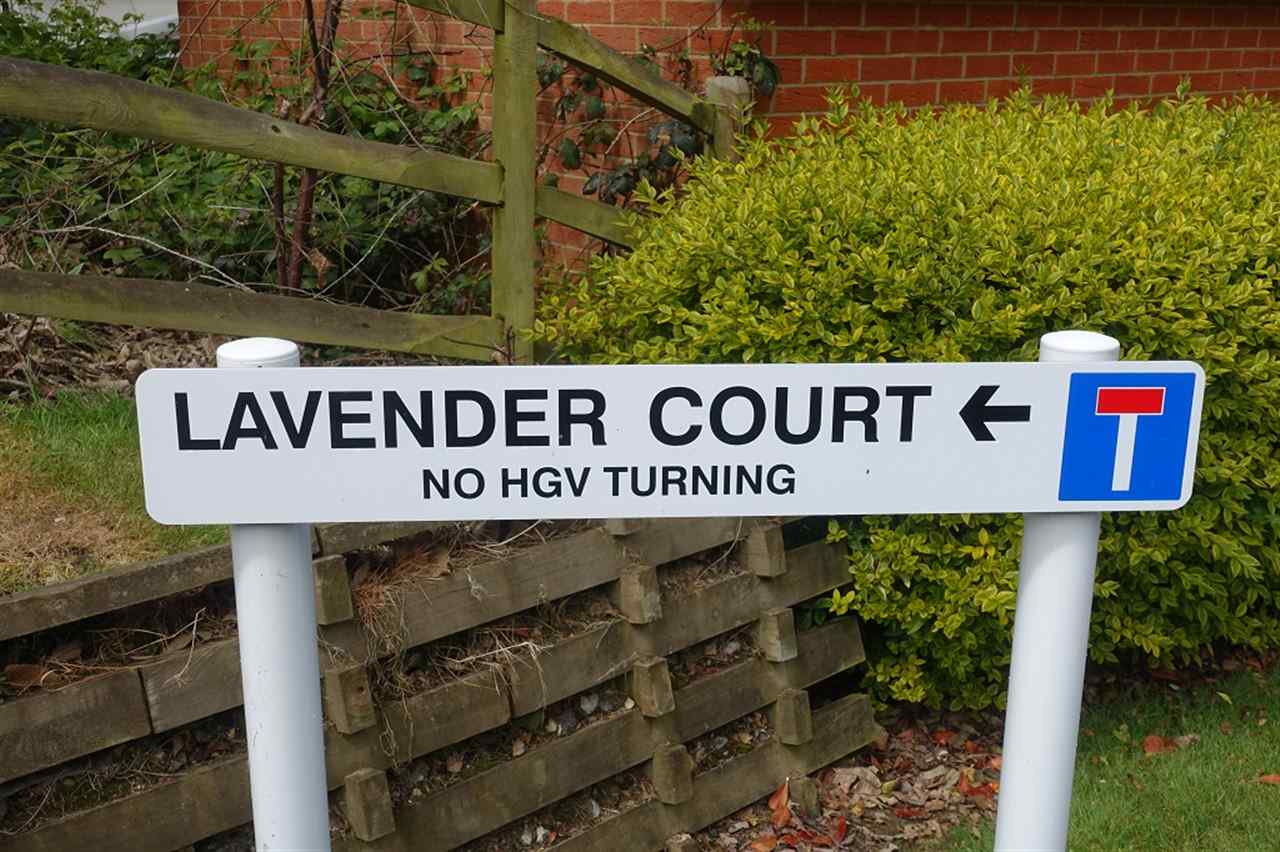 LAVENDER COURT ←
NO HGV TURNING